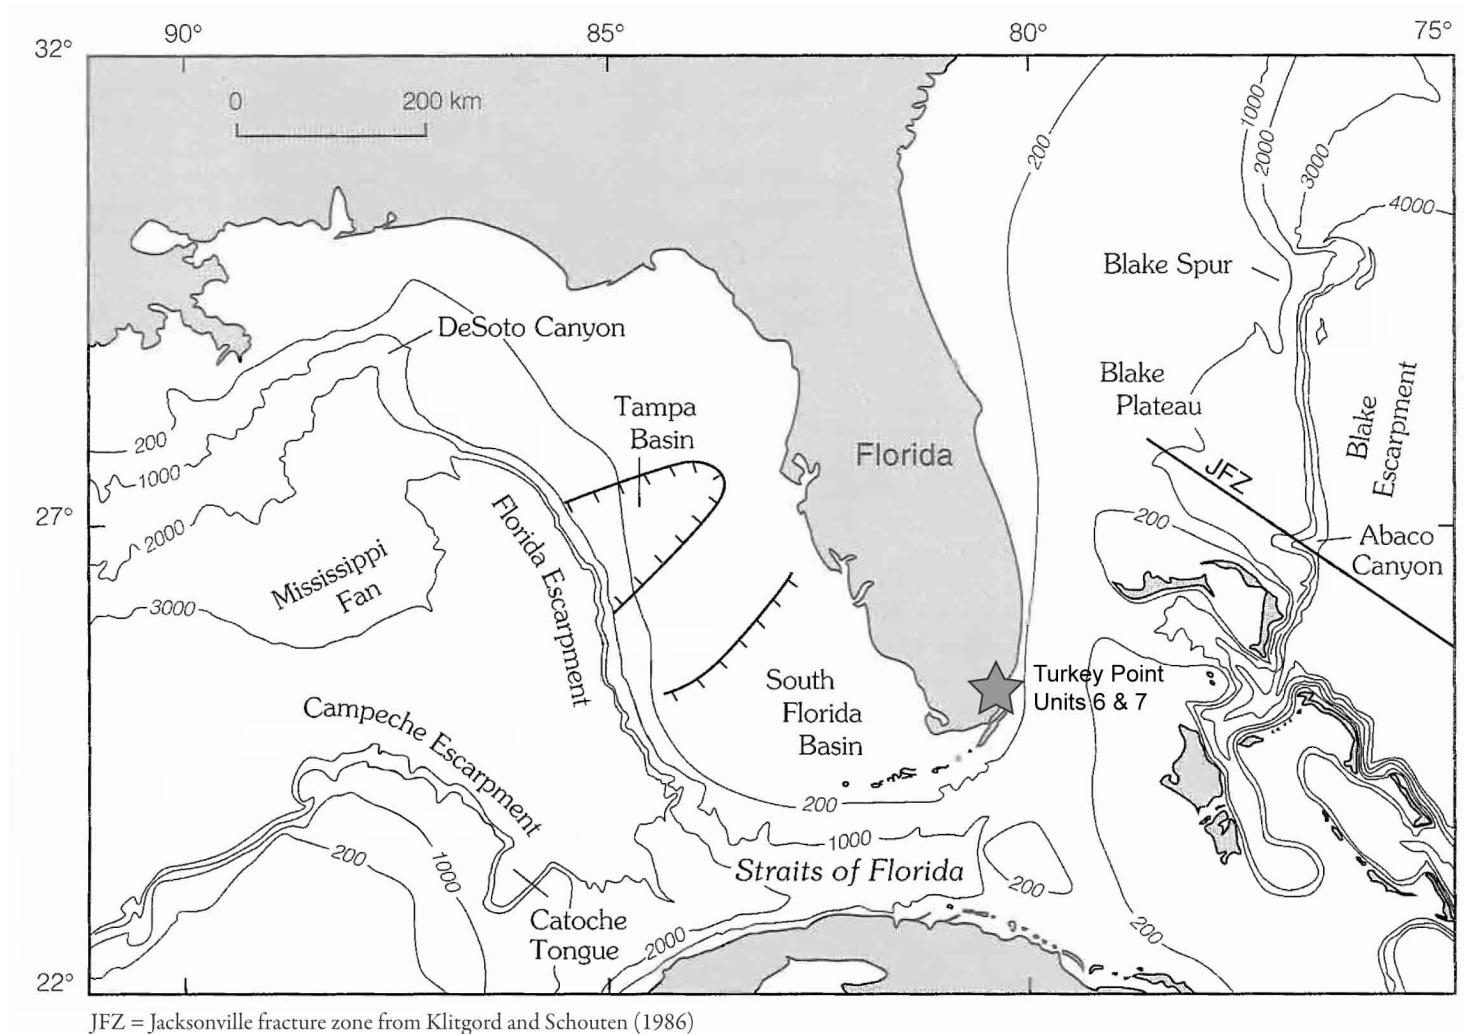 90°
85°
80°
75°
32°
0
200 km
1000
2000
200
3000
4000
Blake Spur
DeSoto Canyon
Blake
Plateau
Tampa
Basin
200
1000
Florida
Blake
Escarpment
JFZ
27°
2000
Florida Escarpment
200
Abaco
Canyon
Mississippi
Fan
3000
Turkey Point
Units 6 & 7
South
Florida
Basin
Campeche Escarpment
200
1000
Straits of Florida
200
200
1000
Catoche
Tongue
2000
200
22°
JFZ = Jacksonville fracture zone from Klitgord and Schouten (1986)